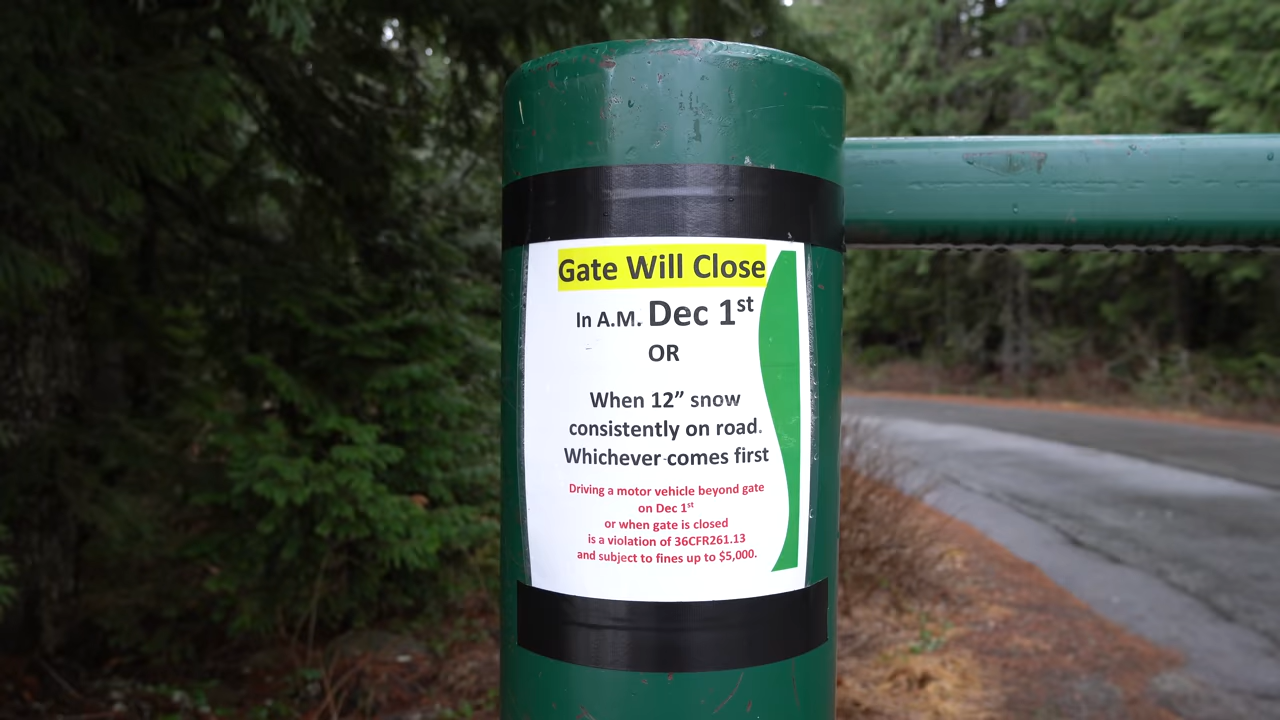 Gate Will Close
In A.M. Dec 1st
OR
When 12” snow
consistently on road.
Whichever comes first
Driving a motor vehicle beyond gate
on Dec 1st
or when gate is closed
is a violation of 36CFR261.13
and subject to fines up to $5,000.